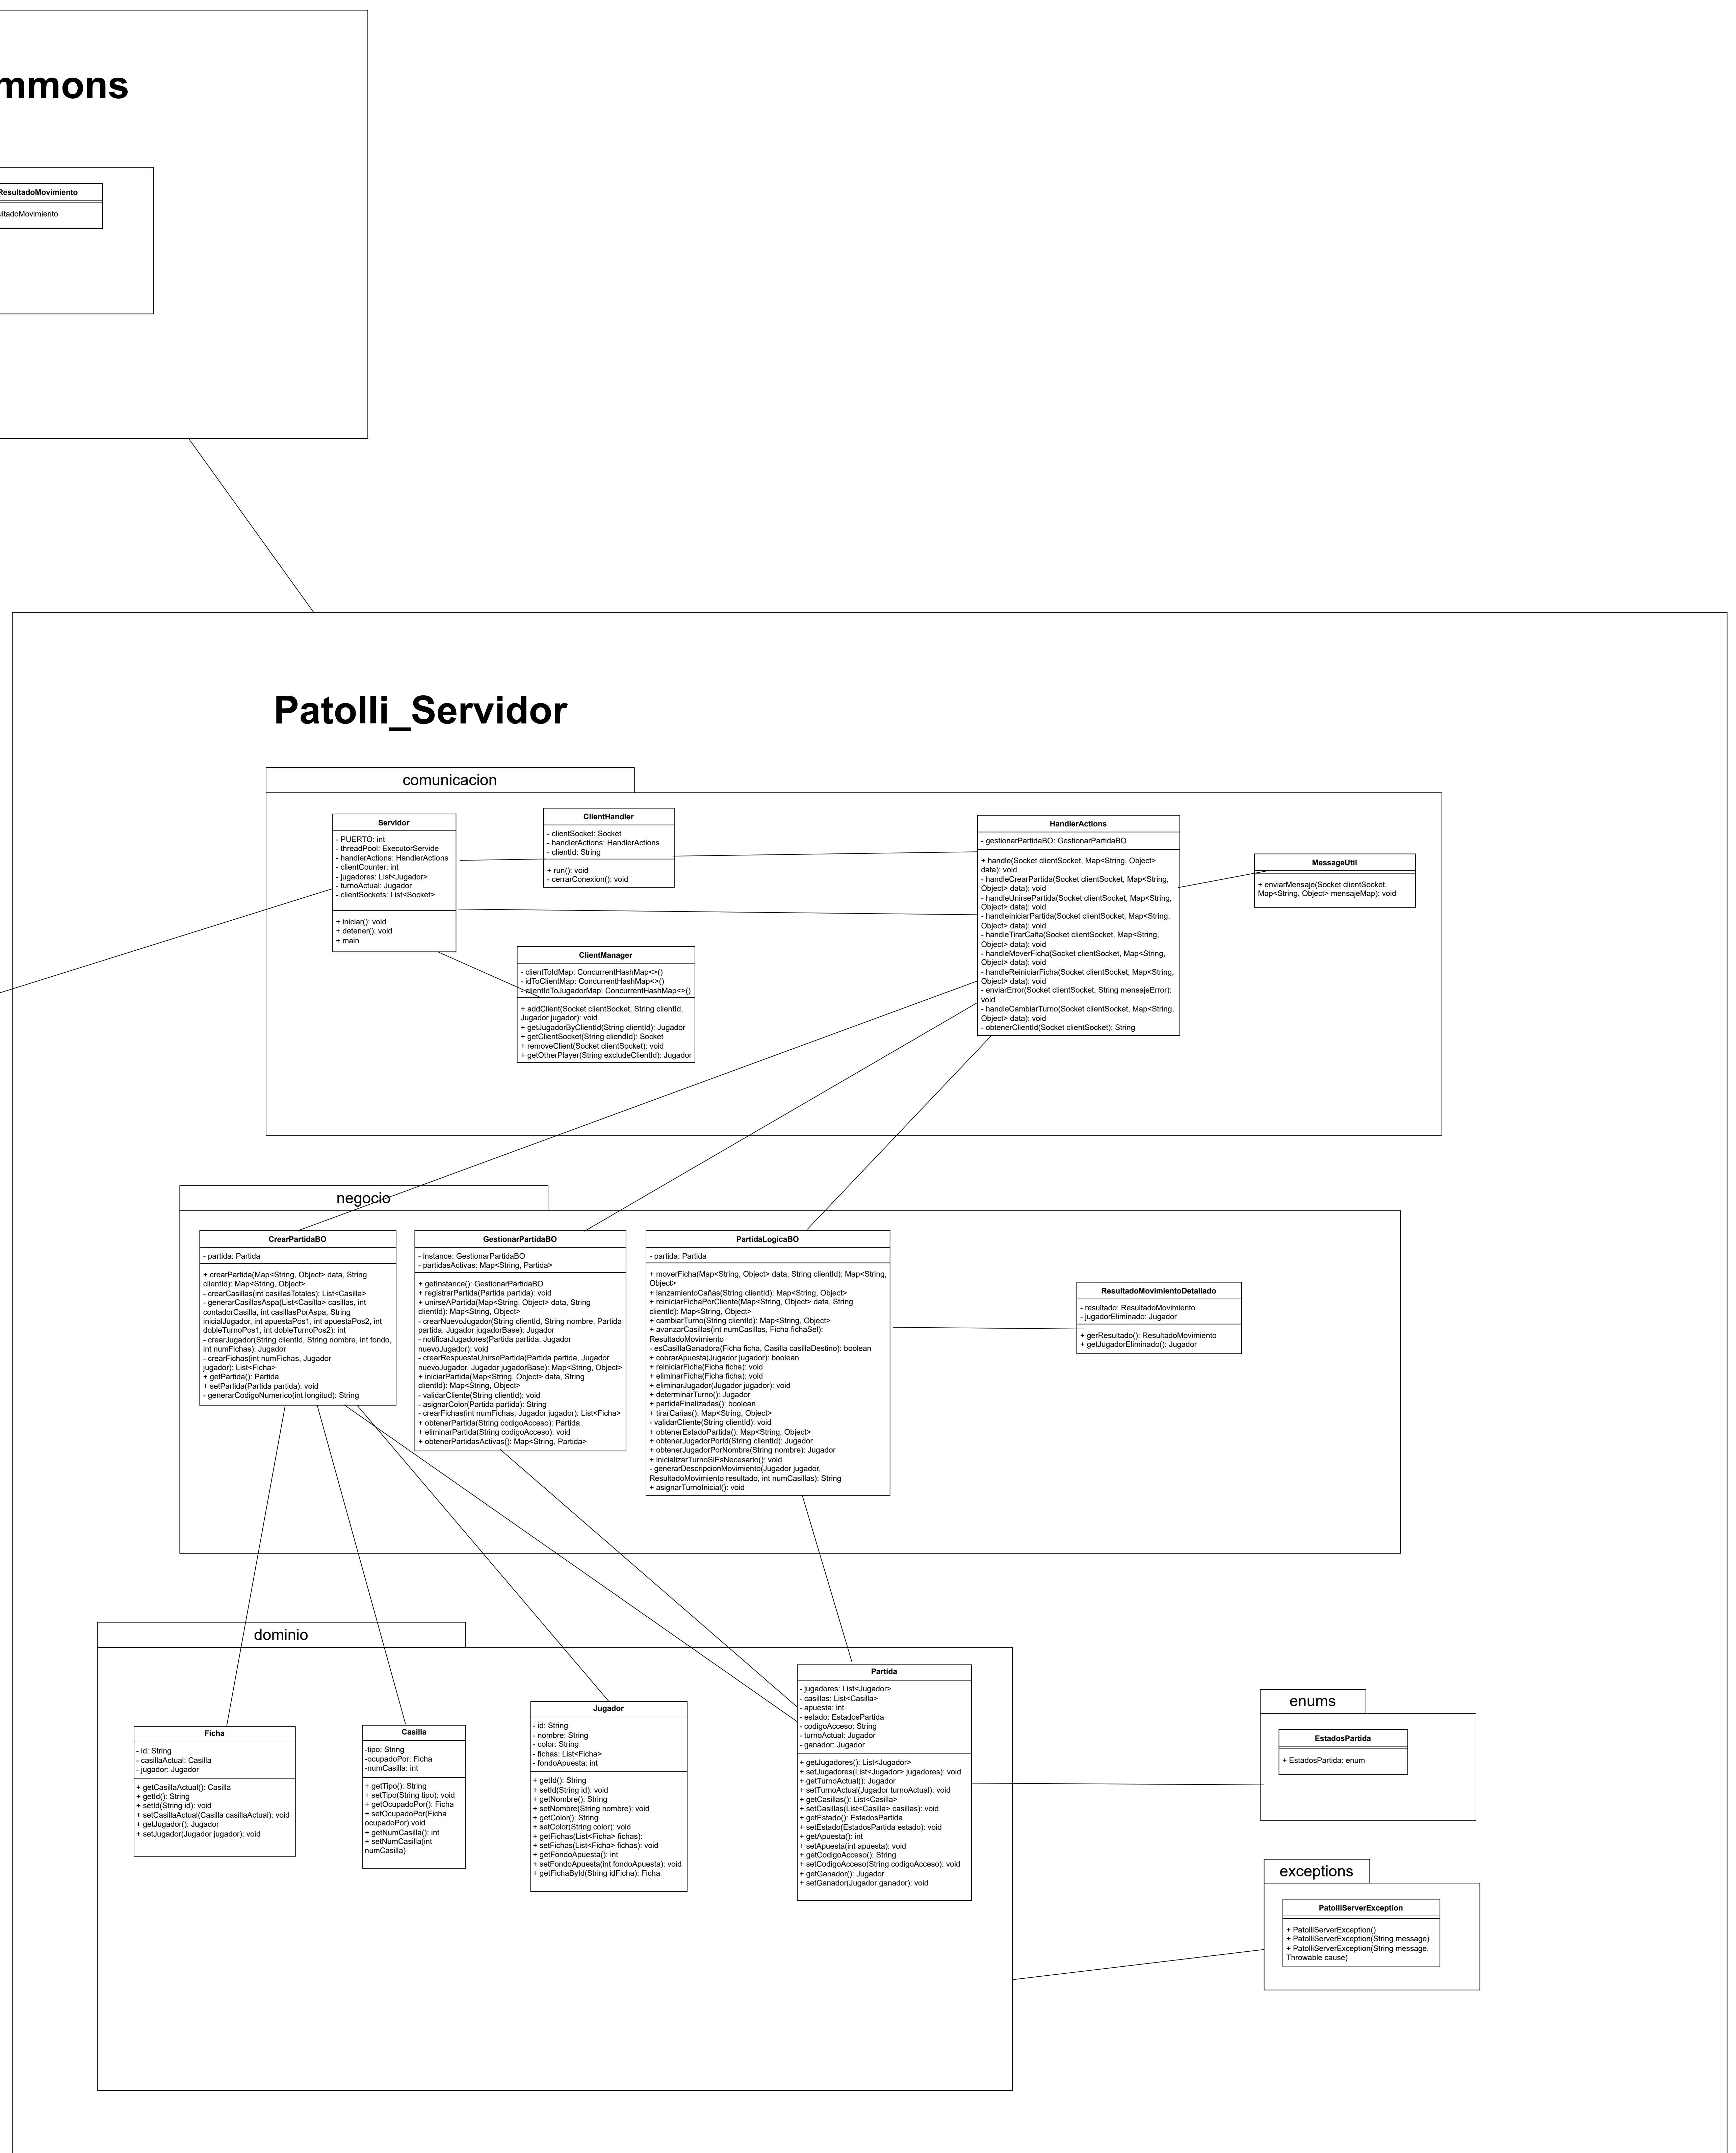 mmons
ResultadoMovimiento
ultadoMovimiento
Patolli_Servidor
comunicacion
Servidor
- PUERTO: int
- threadPool: ExecutorServide
- handlerActions: HandlerActions
- clientCounter: int
- jugadores: List<Jugador>
- turnoActual: Jugador
- clientSockets: List<Socket>
+ iniciar(): void
+ detener(): void
+ main
ClientHandler
- clientSocket: Socket
- handlerActions: HandlerActions
- clientId: String
+ run(): void
- cerrarConexion(): void
ClientManager
- clientToIdMap: ConcurrentHashMap<>()
- idToClientMap: ConcurrentHashMap<>()
- clientIdToJugadorMap: ConcurrentHashMap<>()
+ addClient(Socket clientSocket, String clientId,
Jugador jugador): void
+ getJugadorByClientId(String clientId): Jugador
+ getClientSocket(String cliendId): Socket
+ removeClient(Socket clientSocket): void
+ getOtherPlayer(String excludeClientId): Jugador
HandlerActions
- gestionarPartidaBO: GestionarPartidaBO
+ handle(Socket clientSocket, Map<String, Object>
data): void
- handleCrearPartida(Socket clientSocket, Map<String,
Object> data): void
- handleUnirsePartida(Socket clientSocket, Map<String,
Object> data): void
- handleIniciarPartida(Socket clientSocket, Map<String,
Object> data): void
- handleTirarCaña(Socket clientSocket, Map<String,
Object> data): void
- handleMoverFicha(Socket clientSocket, Map<String,
Object> data): void
- handleReiniciarFicha(Socket clientSocket, Map<String,
Object> data): void
- enviarError(Socket clientSocket, String mensajeError):
void
- handleCambiarTurno(Socket clientSocket, Map<String,
Object> data): void
- obtenerClientId(Socket clientSocket): String
MessageUtil
+ enviarMensaje(Socket clientSocket,
Map<String, Object> mensajeMap): void
negocio
CrearPartidaBO
- partida: Partida
+ crearPartida(Map<String, Object> data, String
clientId): Map<String, Object>
- crearCasillas(int casillasTotales): List<Casilla>
- generarCasillasAspa(List<Casilla> casillas, int
contadorCasilla, int casillasPorAspa, String
inicialJugador, int apuestaPos1, int apuestaPos2, int
dobleTurnoPos1, int dobleTurnoPos2): int
- crearJugador(String clientId, String nombre, int fondo,
int numFichas): Jugador
- crearFichas(int numFichas, Jugador
jugador): List<Ficha>
+ getPartida(): Partida
+ setPartida(Partida partida): void
- generarCodigoNumerico(int longitud): String
GestionarPartidaBO
- instance: GestionarPartidaBO
- partidasActivas: Map<String, Partida>
+ getInstance(): GestionarPartidaBO
+ registrarPartida(Partida partida): void
+ unirseAPartida(Map<String, Object> data, String
clientId): Map<String, Object>
- crearNuevoJugador(String clientId, String nombre, Partida
partida, Jugador jugadorBase): Jugador
- notificarJugadores(Partida partida, Jugador
nuevoJugador): void
- crearRespuestaUnirsePartida(Partida partida, Jugador
nuevoJugador, Jugador jugadorBase): Map<String, Object>
+ iniciarPartida(Map<String, Object> data, String
clientId): Map<String, Object>
- validarCliente(String clientId): void
- asignarColor(Partida partida): String
- crearFichas(int numFichas, Jugador jugador): List<Ficha>
+ obtenerPartida(String codigoAcceso): Partida
+ eliminarPartida(String codigoAcceso): void
+ obtenerPartidasActivas(): Map<String, Partida>
PartidaLogicaBO
- partida: Partida
+ moverFicha(Map<String, Object> data, String clientId): Map<String,
Object>
+ lanzamientoCañas(String clientId): Map<String, Object>
+ reiniciarFichaPorCliente(Map<String, Object> data, String
clientId): Map<String, Object>
+ cambiarTurno(String clientId): Map<String, Object>
+ avanzarCasillas(int numCasillas, Ficha fichaSel):
ResultadoMovimiento
- esCasillaGanadora(Ficha ficha, Casilla casillaDestino): boolean
+ cobrarApuesta(Jugador jugador): boolean
+ reiniciarFicha(Ficha ficha): void
+ eliminarFicha(Ficha ficha): void
+ eliminarJugador(Jugador jugador): void
+ determinarTurno(): Jugador
+ partidaFinalizadas(): boolean
+ tirarCañas(): Map<String, Object>
- validarCliente(String clientId): void
+ obtenerEstadoPartida(): Map<String, Object>
+ obtenerJugadorPorId(String clientId): Jugador
+ obtenerJugadorPorNombre(String nombre): Jugador
+ inicializarTurnoSiEsNecesario(): void
- generarDescripcionMovimiento(Jugador jugador,
ResultadoMovimiento resultado, int numCasillas): String
+ asignarTurnoInicial(): void
ResultadoMovimientoDetallado
- resultado: ResultadoMovimiento
- jugadorEliminado: Jugador
+ gerResultado(): ResultadoMovimiento
+ getJugadorEliminado(): Jugador
dominio
Ficha
- id: String
- casillaActual: Casilla
- jugador: Jugador
+ getCasillaActual(): Casilla
+ getId(): String
+ setId(String id): void
+ setCasillaActual(Casilla casillaActual): void
+ getJugador(): Jugador
+ setJugador(Jugador jugador): void
Casilla
-tipo: String
-ocupadoPor: Ficha
-numCasilla: int
+ getTipo(): String
+ setTipo(String tipo): void
+ getOcupadoPor(): Ficha
+ setOcupadoPor(Ficha
ocupadoPor) void
+ getNumCasilla(): int
+ setNumCasilla(int
numCasilla)
Jugador
- id: String
- nombre: String
- color: String
- fichas: List<Ficha>
- fondoApuesta: int
+ getId(): String
+ setId(String id): void
+ getNombre(): String
+ setNombre(String nombre): void
+ getColor(): String
+ setColor(String color): void
+ getFichas(List<Ficha> fichas):
+ setFichas(List<Ficha> fichas): void
+ getFondoApuesta(): int
+ setFondoApuesta(int fondoApuesta): void
+ getFichaById(String idFicha): Ficha
Partida
- jugadores: List<Jugador>
- casillas: List<Casilla>
- apuesta: int
- estado: EstadosPartida
- codigoAcceso: String
- turnoActual: Jugador
- ganador: Jugador
+ getJugadores(): List<Jugador>
+ setJugadores(List<Jugador> jugadores): void
+ getTurnoActual(): Jugador
+ setTurnoActual(Jugador turnoActual): void
+ getCasillas(): List<Casilla>
+ setCasillas(List<Casilla> casillas): void
+ getEstado(): EstadosPartida
+ setEstado(EstadosPartida estado): void
+ getApuesta(): int
+ setApuesta(int apuesta): void
+ getCodigoAcceso(): String
+ setCodigoAcceso(String codigoAcceso): void
+ getGanador(): Jugador
+ setGanador(Jugador ganador): void
enums
EstadosPartida
+ EstadosPartida: enum
exceptions
PatolliServerException
+ PatolliServerException()
+ PatolliServerException(String message)
+ PatolliServerException(String message,
Throwable cause)